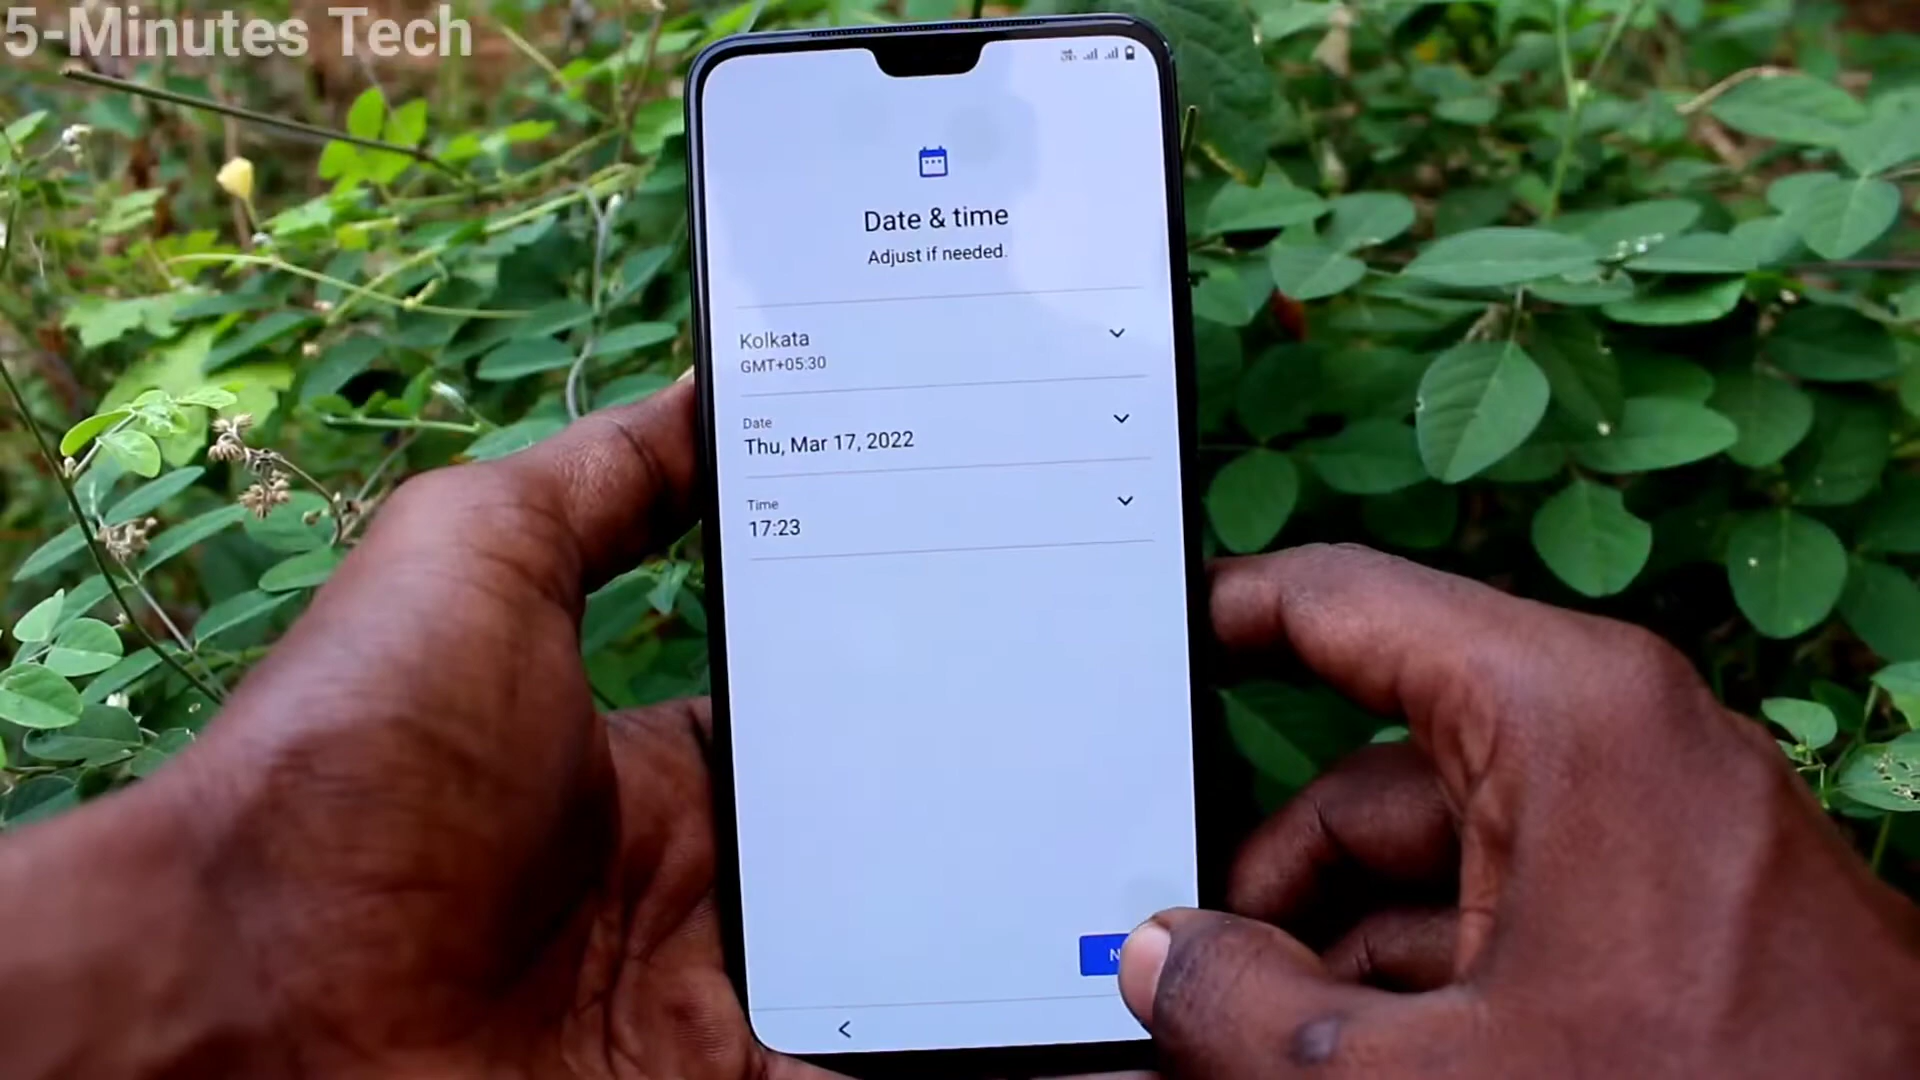 5-Minutes Tech
Date & time
Adjust if needed.
Kolkata
GMT+05:30
Date
Thu, Mar 17, 2022
Time
17:23